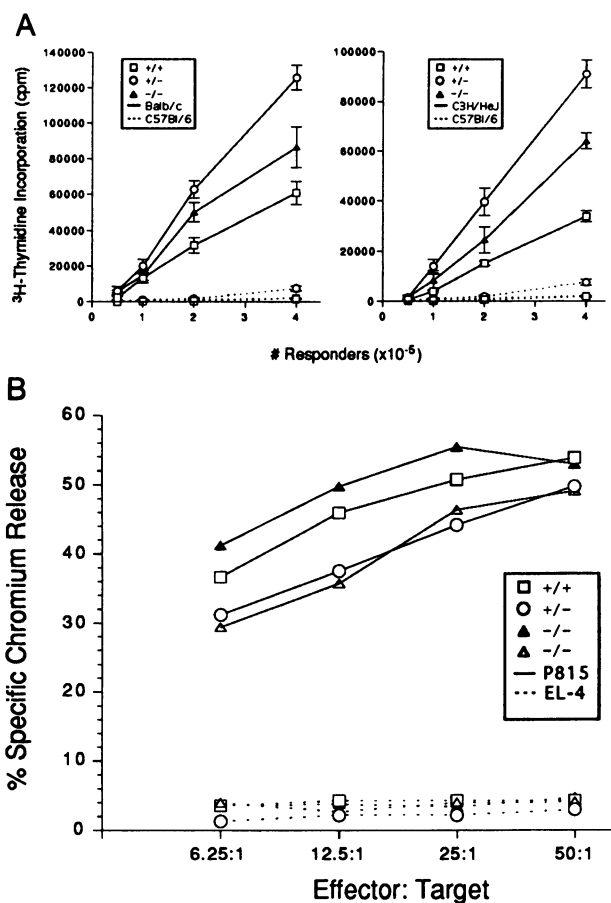 A
³H-Thymidine Incorporation (cpm)
140000
120000
100000
80000
60000
40000
20000
0
+/+
+/-
-/-
Balb/c
C57Bl/6
0 1 2 3 4
100000
80000
60000
40000
20000
0
+/+
+/-
-/-
C3H/HeJ
C57Bl/6
0 1 2 3 4
# Responders (x10⁻⁵)
B
% Specific Chromium Release
60
50
40
30
20
10
0
+/+
+/-
-/-
-/-
P815
EL-4
6.25:1 12.5:1 25:1 50:1
Effector: Target